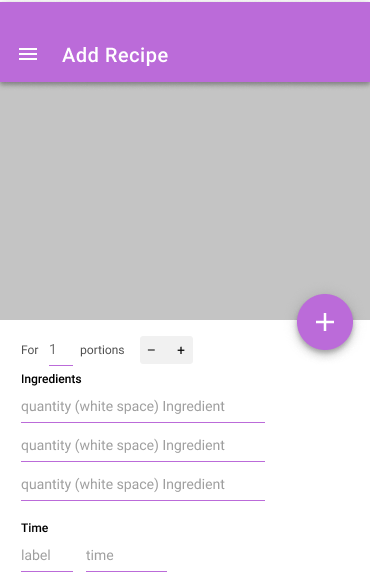 Add Recipe
For 1 portions - +
Ingredients
quantity (white space) Ingredient
quantity (white space) Ingredient
quantity (white space) Ingredient
Time
label time